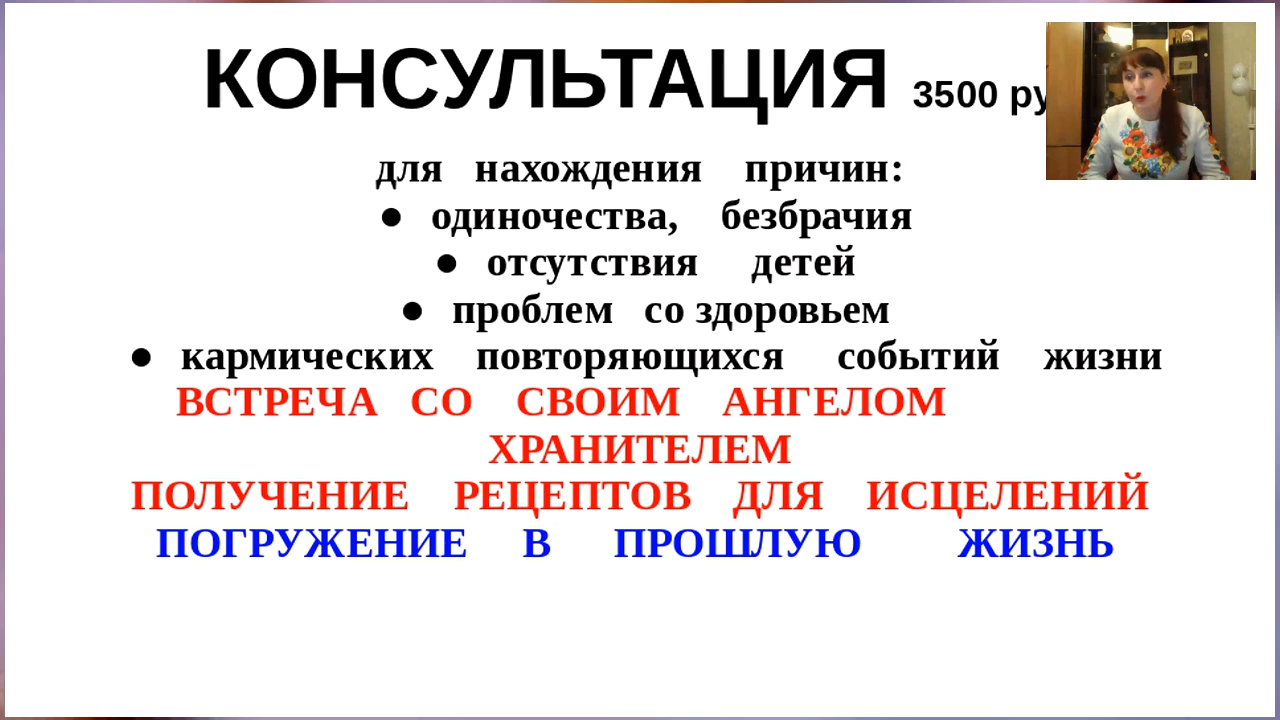 КОНСУЛЬТАЦИЯ 3500
для нахождения причин:
● одиночества, безбрачия
● отсутствия детей
● проблем со здоровьем
● кармических повторяющихся событий жизни
ВСТРЕЧА СО СВОИМ АНГЕЛОМ
ХРАНИТЕЛЕМ
ПОЛУЧЕНИЕ РЕЦЕПТОВ ДЛЯ ИСЦЕЛЕНИЙ
ПОГРУЖЕНИЕ В ПРОШЛУЮ ЖИЗНЬ